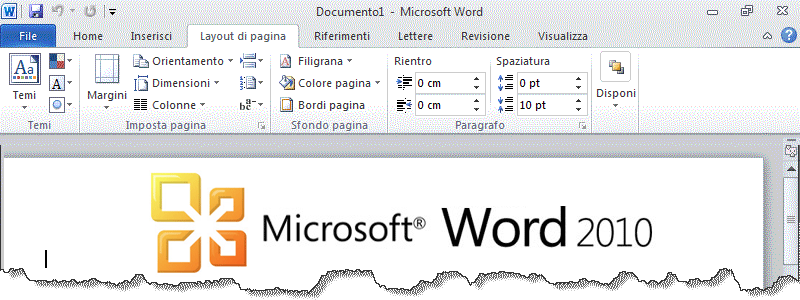 Documento1 - Microsoft Word
File Home Inserisci Layout di pagina Riferimenti Lettere Revisione Visualizza
Orientamento Filigrana Rientro Spaziatura
Dimensioni Colore pagina 0 cm 0 pt
Temi Margini Colonne Bordi pagina 0 cm 10 pt Disponi
Temi Imposta pagina Sfondo pagina Paragrafo
Microsoft® Word 2010